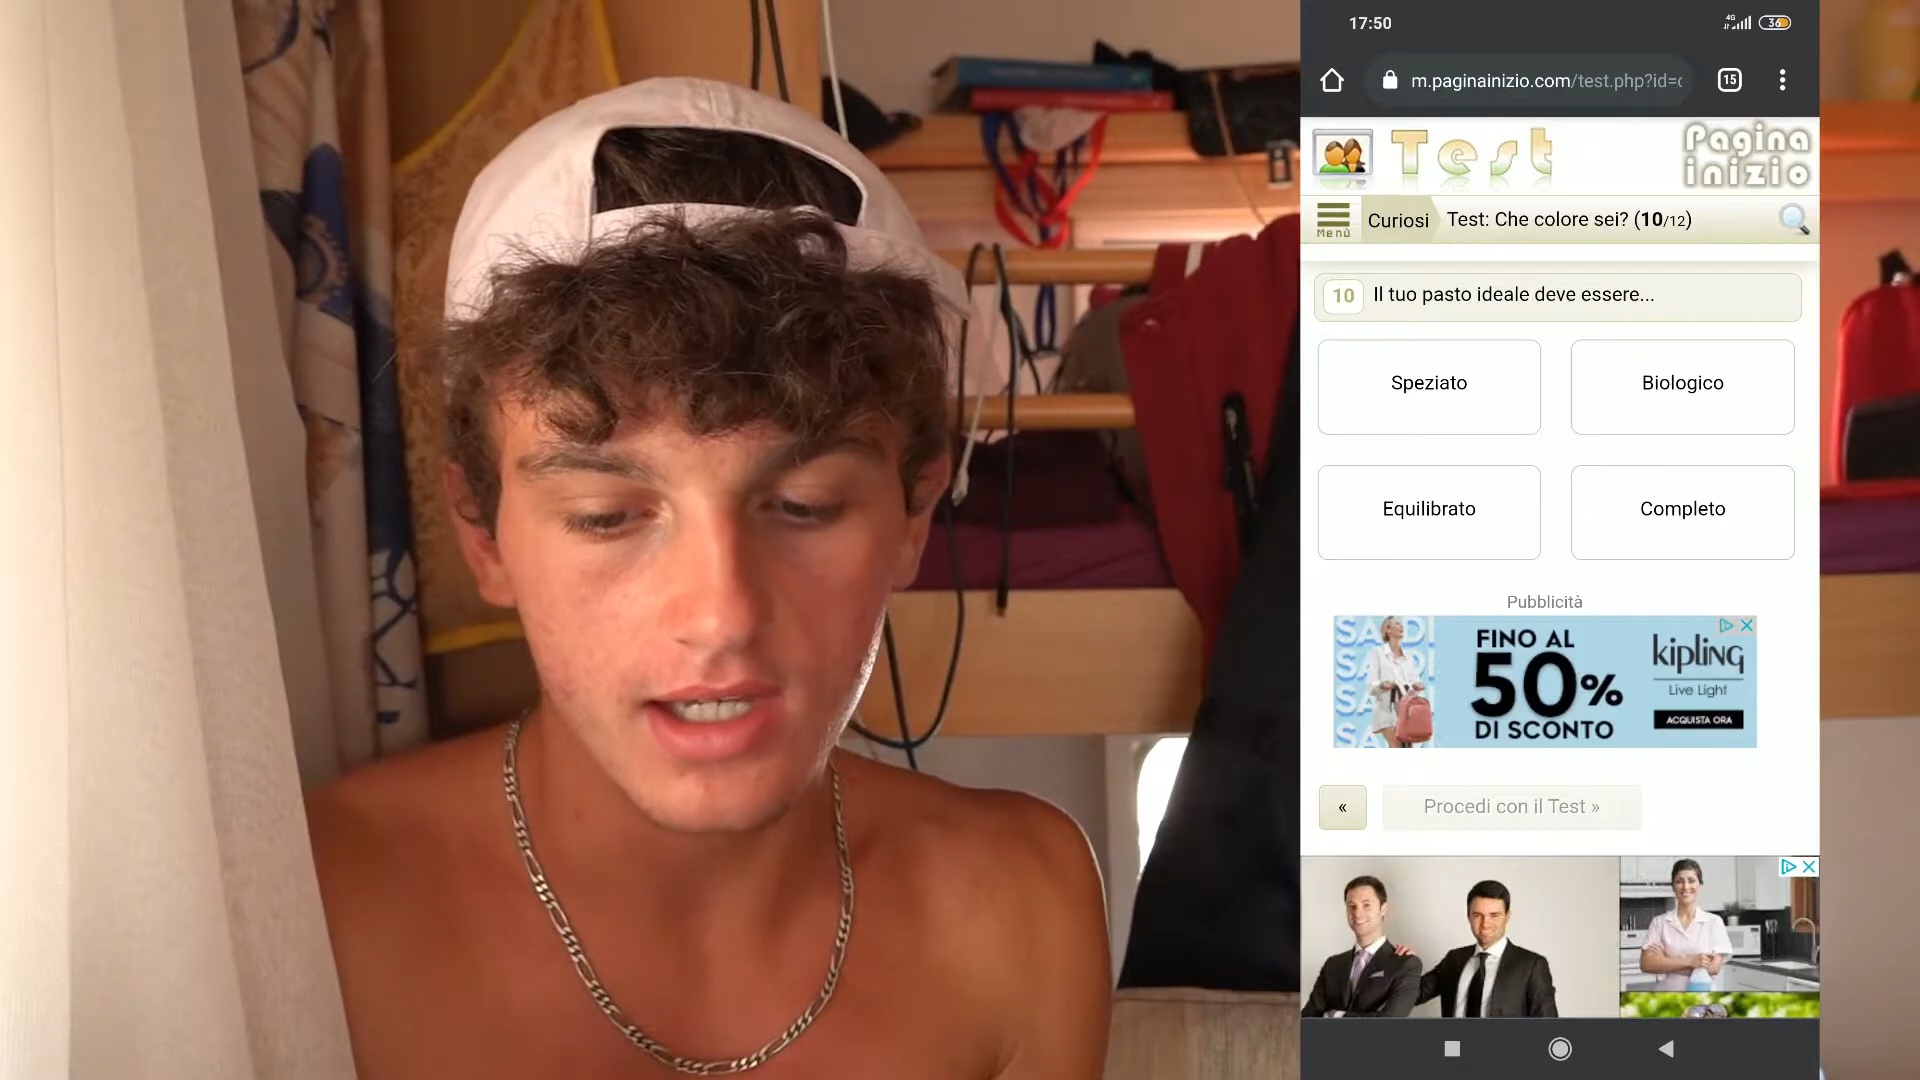 17:50
4G
36
m.paginainizio.com/test.php?id=c
15
Test
Pagina
inizio
Menù
Curiosi
Test: Che colore sei? (10/12)
10
Il tuo pasto ideale deve essere...
Speziato
Biologico
Equilibrato
Completo
Pubblicità
FINO AL
50%
DI SCONTO
kipling
Live Light
ACQUISTA ORA
«
Procedi con il Test »